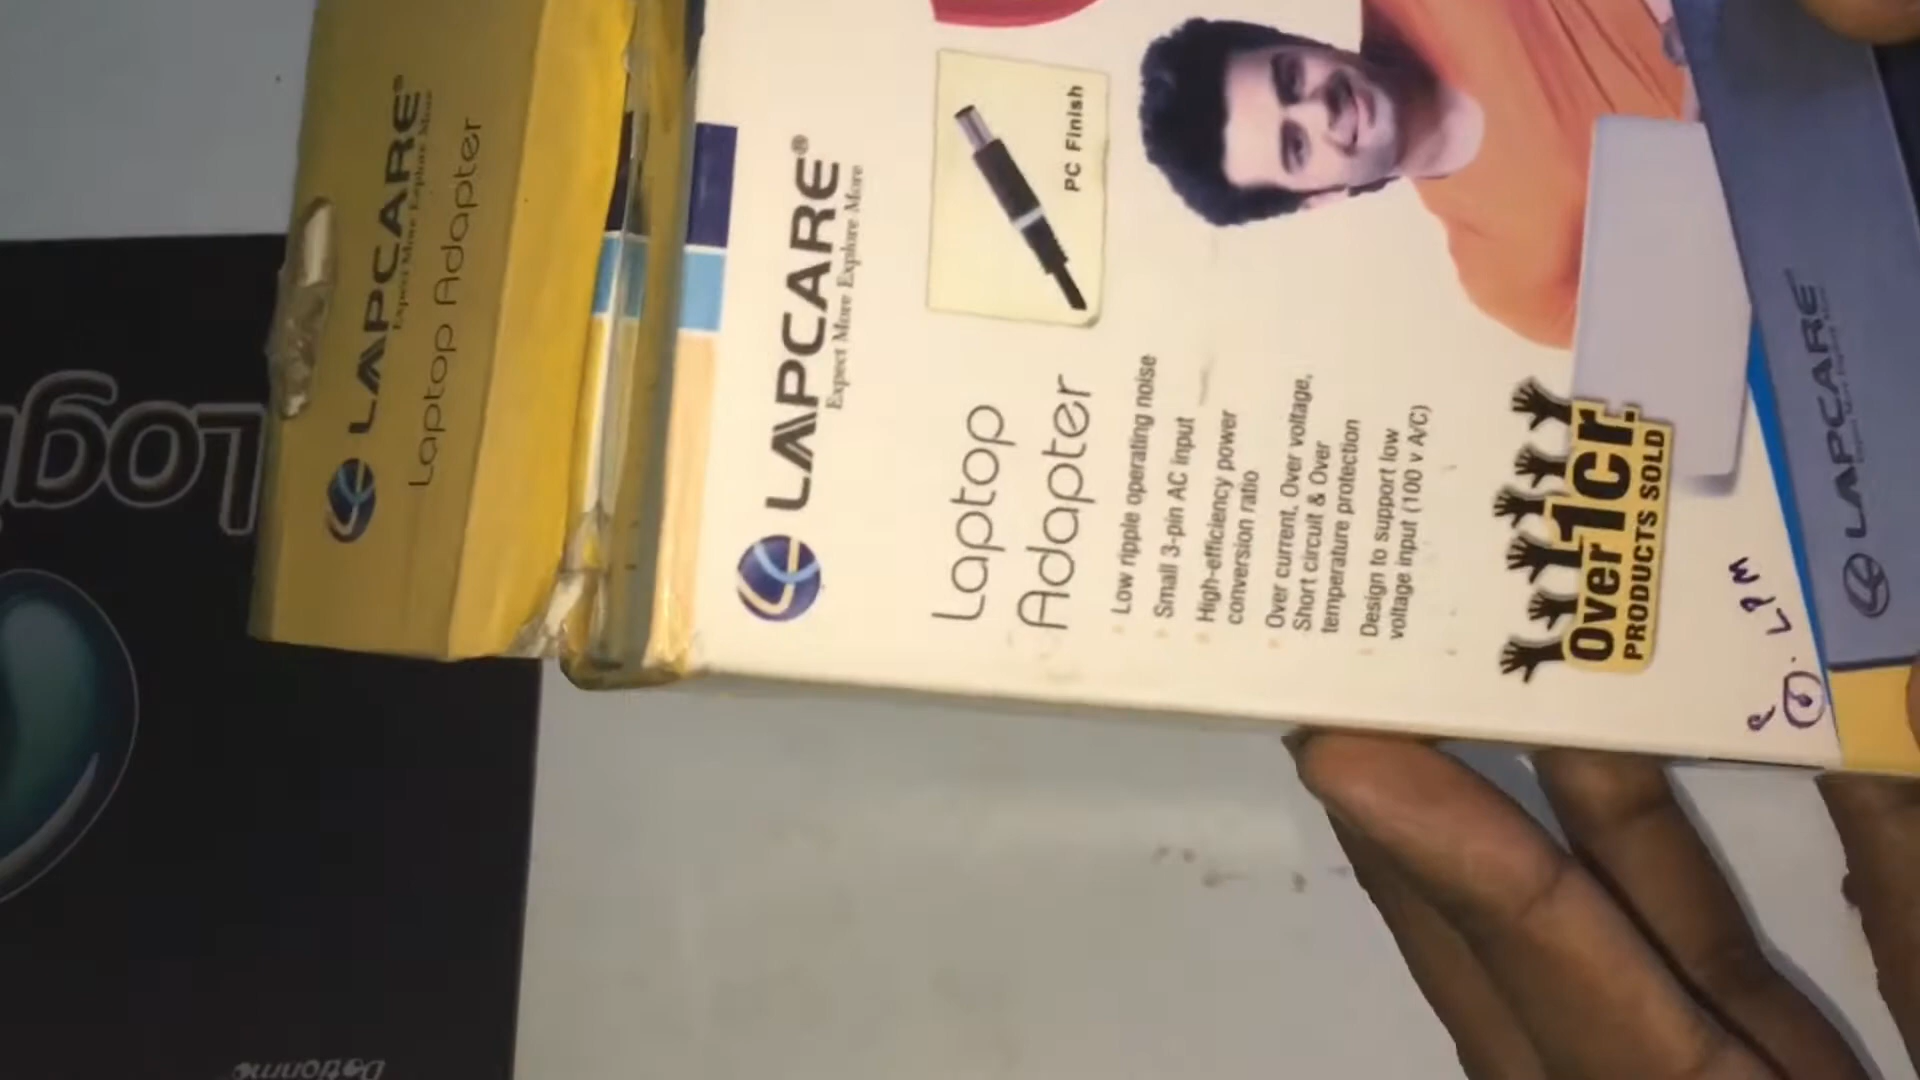 LAPCARE®
Expect More Explore More
Laptop Adapter
LAPCARE®
Expect More Explore More
PC Finish
Laptop
Adapter
Low ripple operating noise
Small 3-pin AC input
High-efficiency power
conversion ratio
Over current, Over voltage,
Short circuit & Over
temperature protection
Design to support low
voltage input (100 v A/C)
Over 1cr.
PRODUCTS SOLD
LPM
LAPCARE
Logi